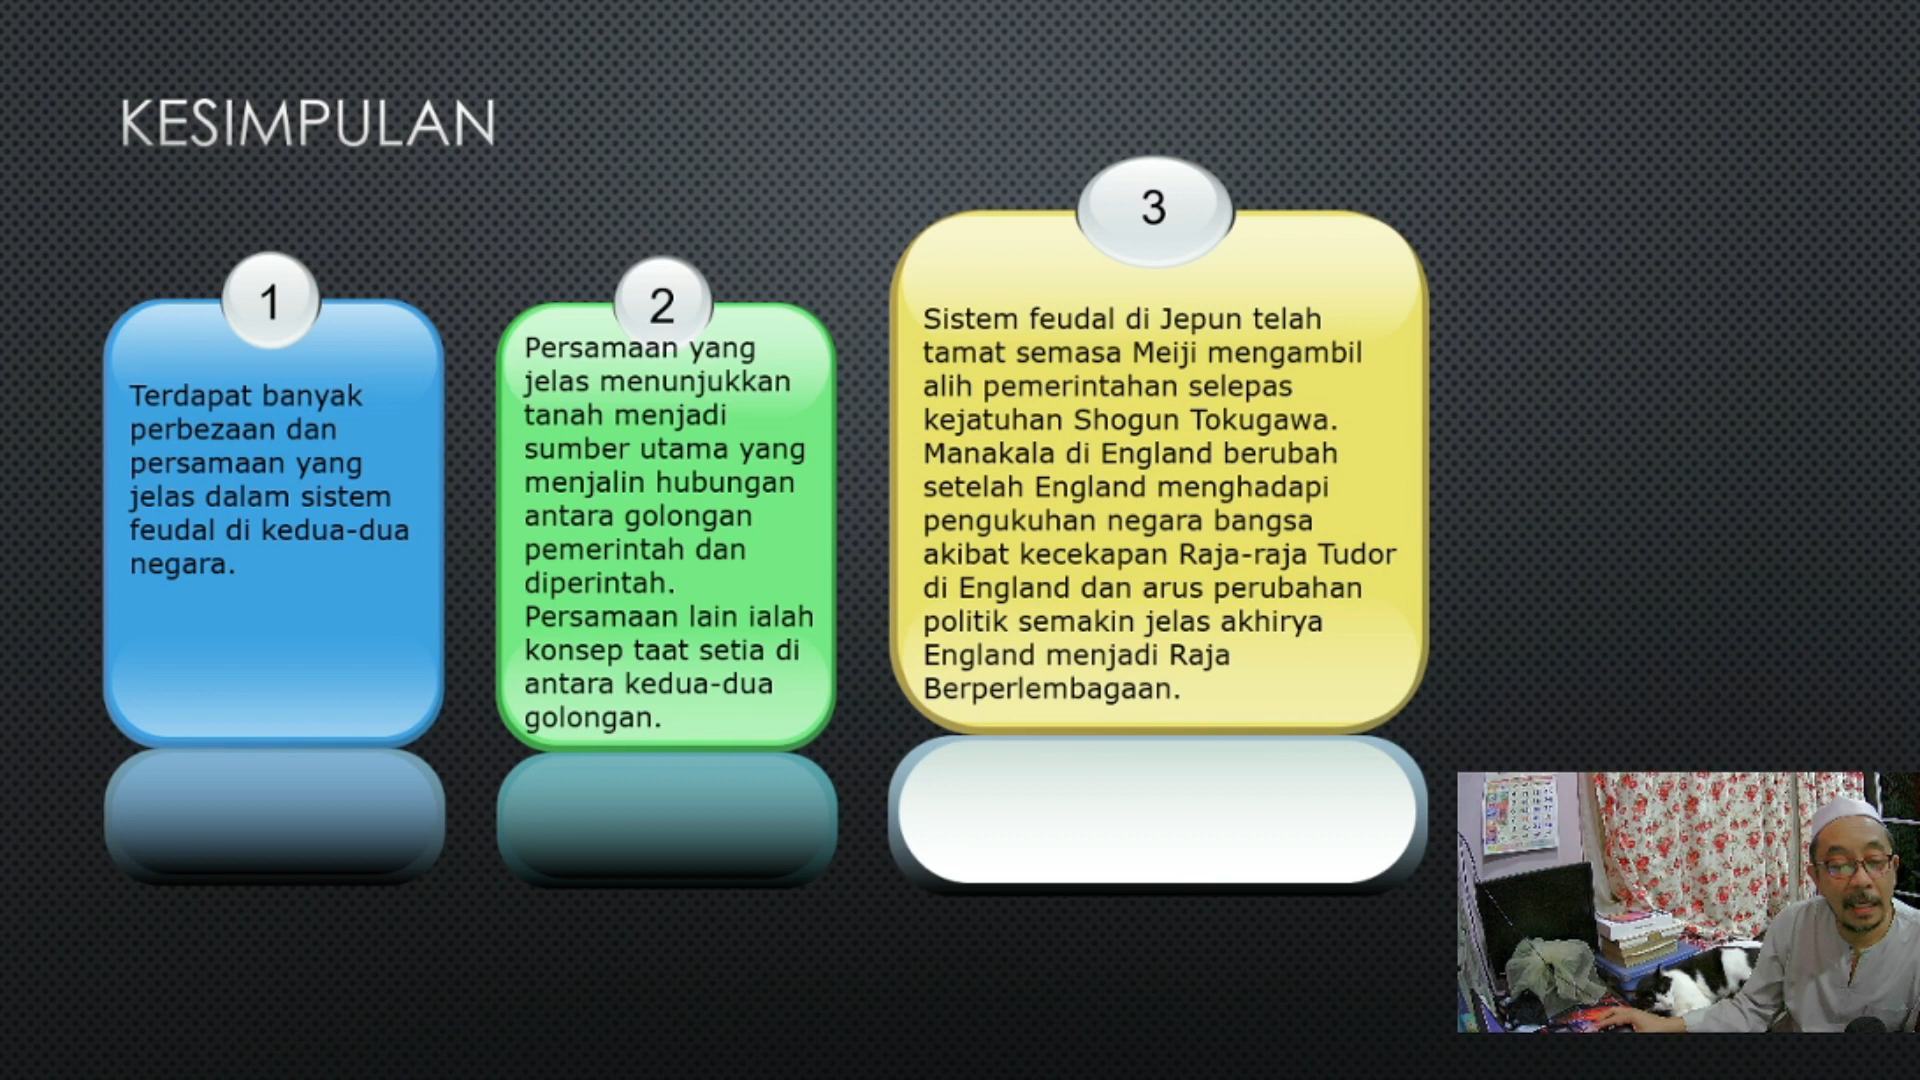 KESIMPULAN
1
Terdapat banyak
perbezaan dan
persamaan yang
jelas dalam sistem
feudal di kedua-dua
negara.
2
Persamaan yang
jelas menunjukkan
tanah menjadi
sumber utama yang
menjalin hubungan
antara golongan
pemerintah dan
diperintah.
Persamaan lain ialah
konsep taat setia di
antara kedua-dua
golongan.
3
Sistem feudal di Jepun telah
tamat semasa Meiji mengambil
alih pemerintahan selepas
kejatuhan Shogun Tokugawa.
Manakala di England berubah
setelah England menghadapi
pengukuhan negara bangsa
akibat kecekapan Raja-raja Tudor
di England dan arus perubahan
politik semakin jelas akhirya
England menjadi Raja
Berperlembagaan.